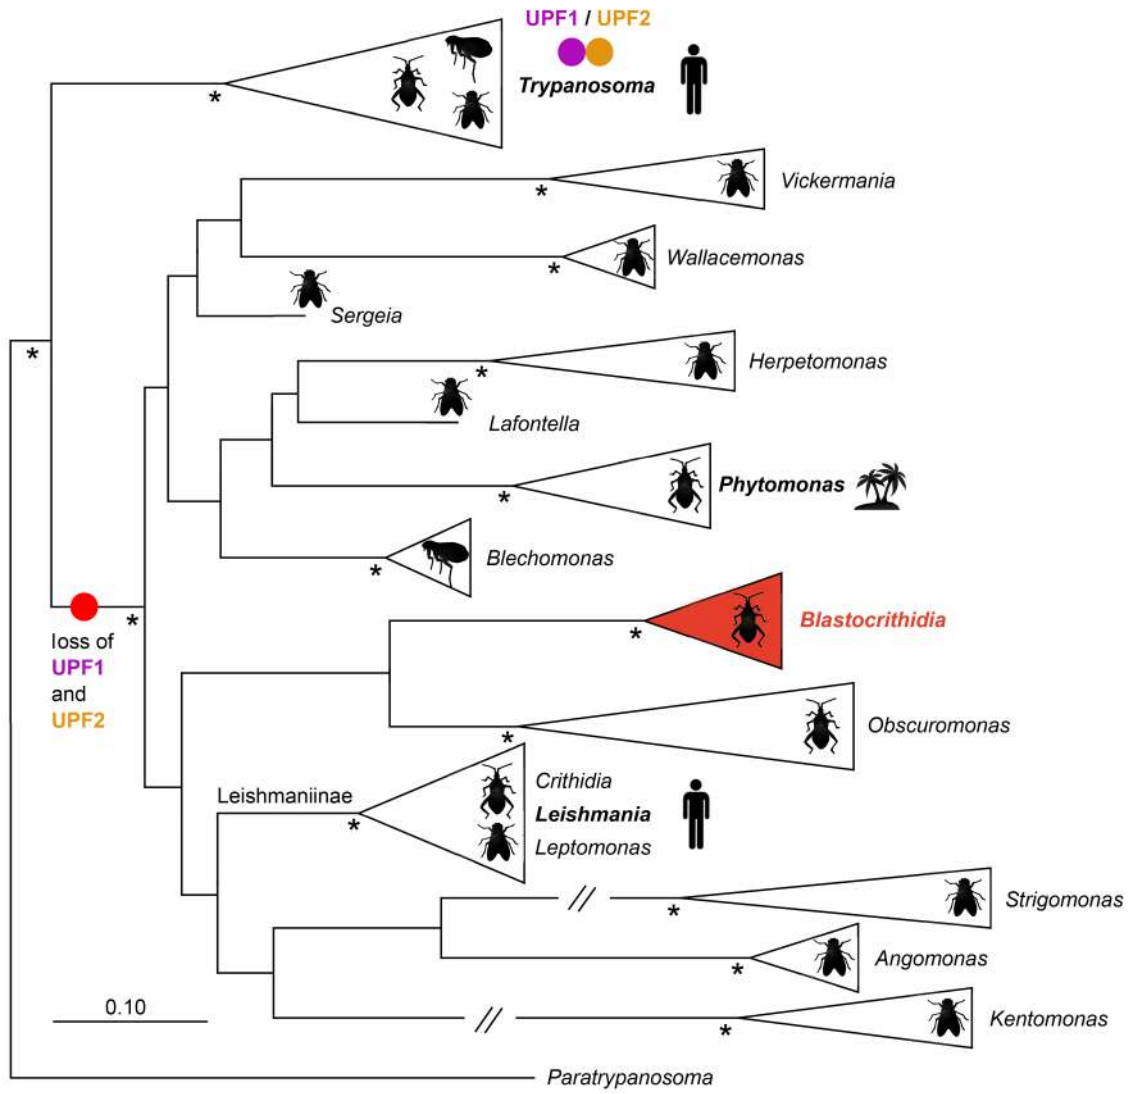 UPF1 / UPF2
Trypanosoma
*
Vickermania
*
Wallacemonas
*
Sergeia
*
Herpetomonas
*
Lafontella
Phytomonas
*
Blechomonas
*
loss of
UPF1
and
UPF2
*
Blastocrithidia
*
Obscuromonas
*
Leishmaniinae
Crithidia
Leishmania
Leptomonas
*
//
Strigomonas
*
Angomonas
*
0.10
//
Kentomonas
*
Paratrypanosoma